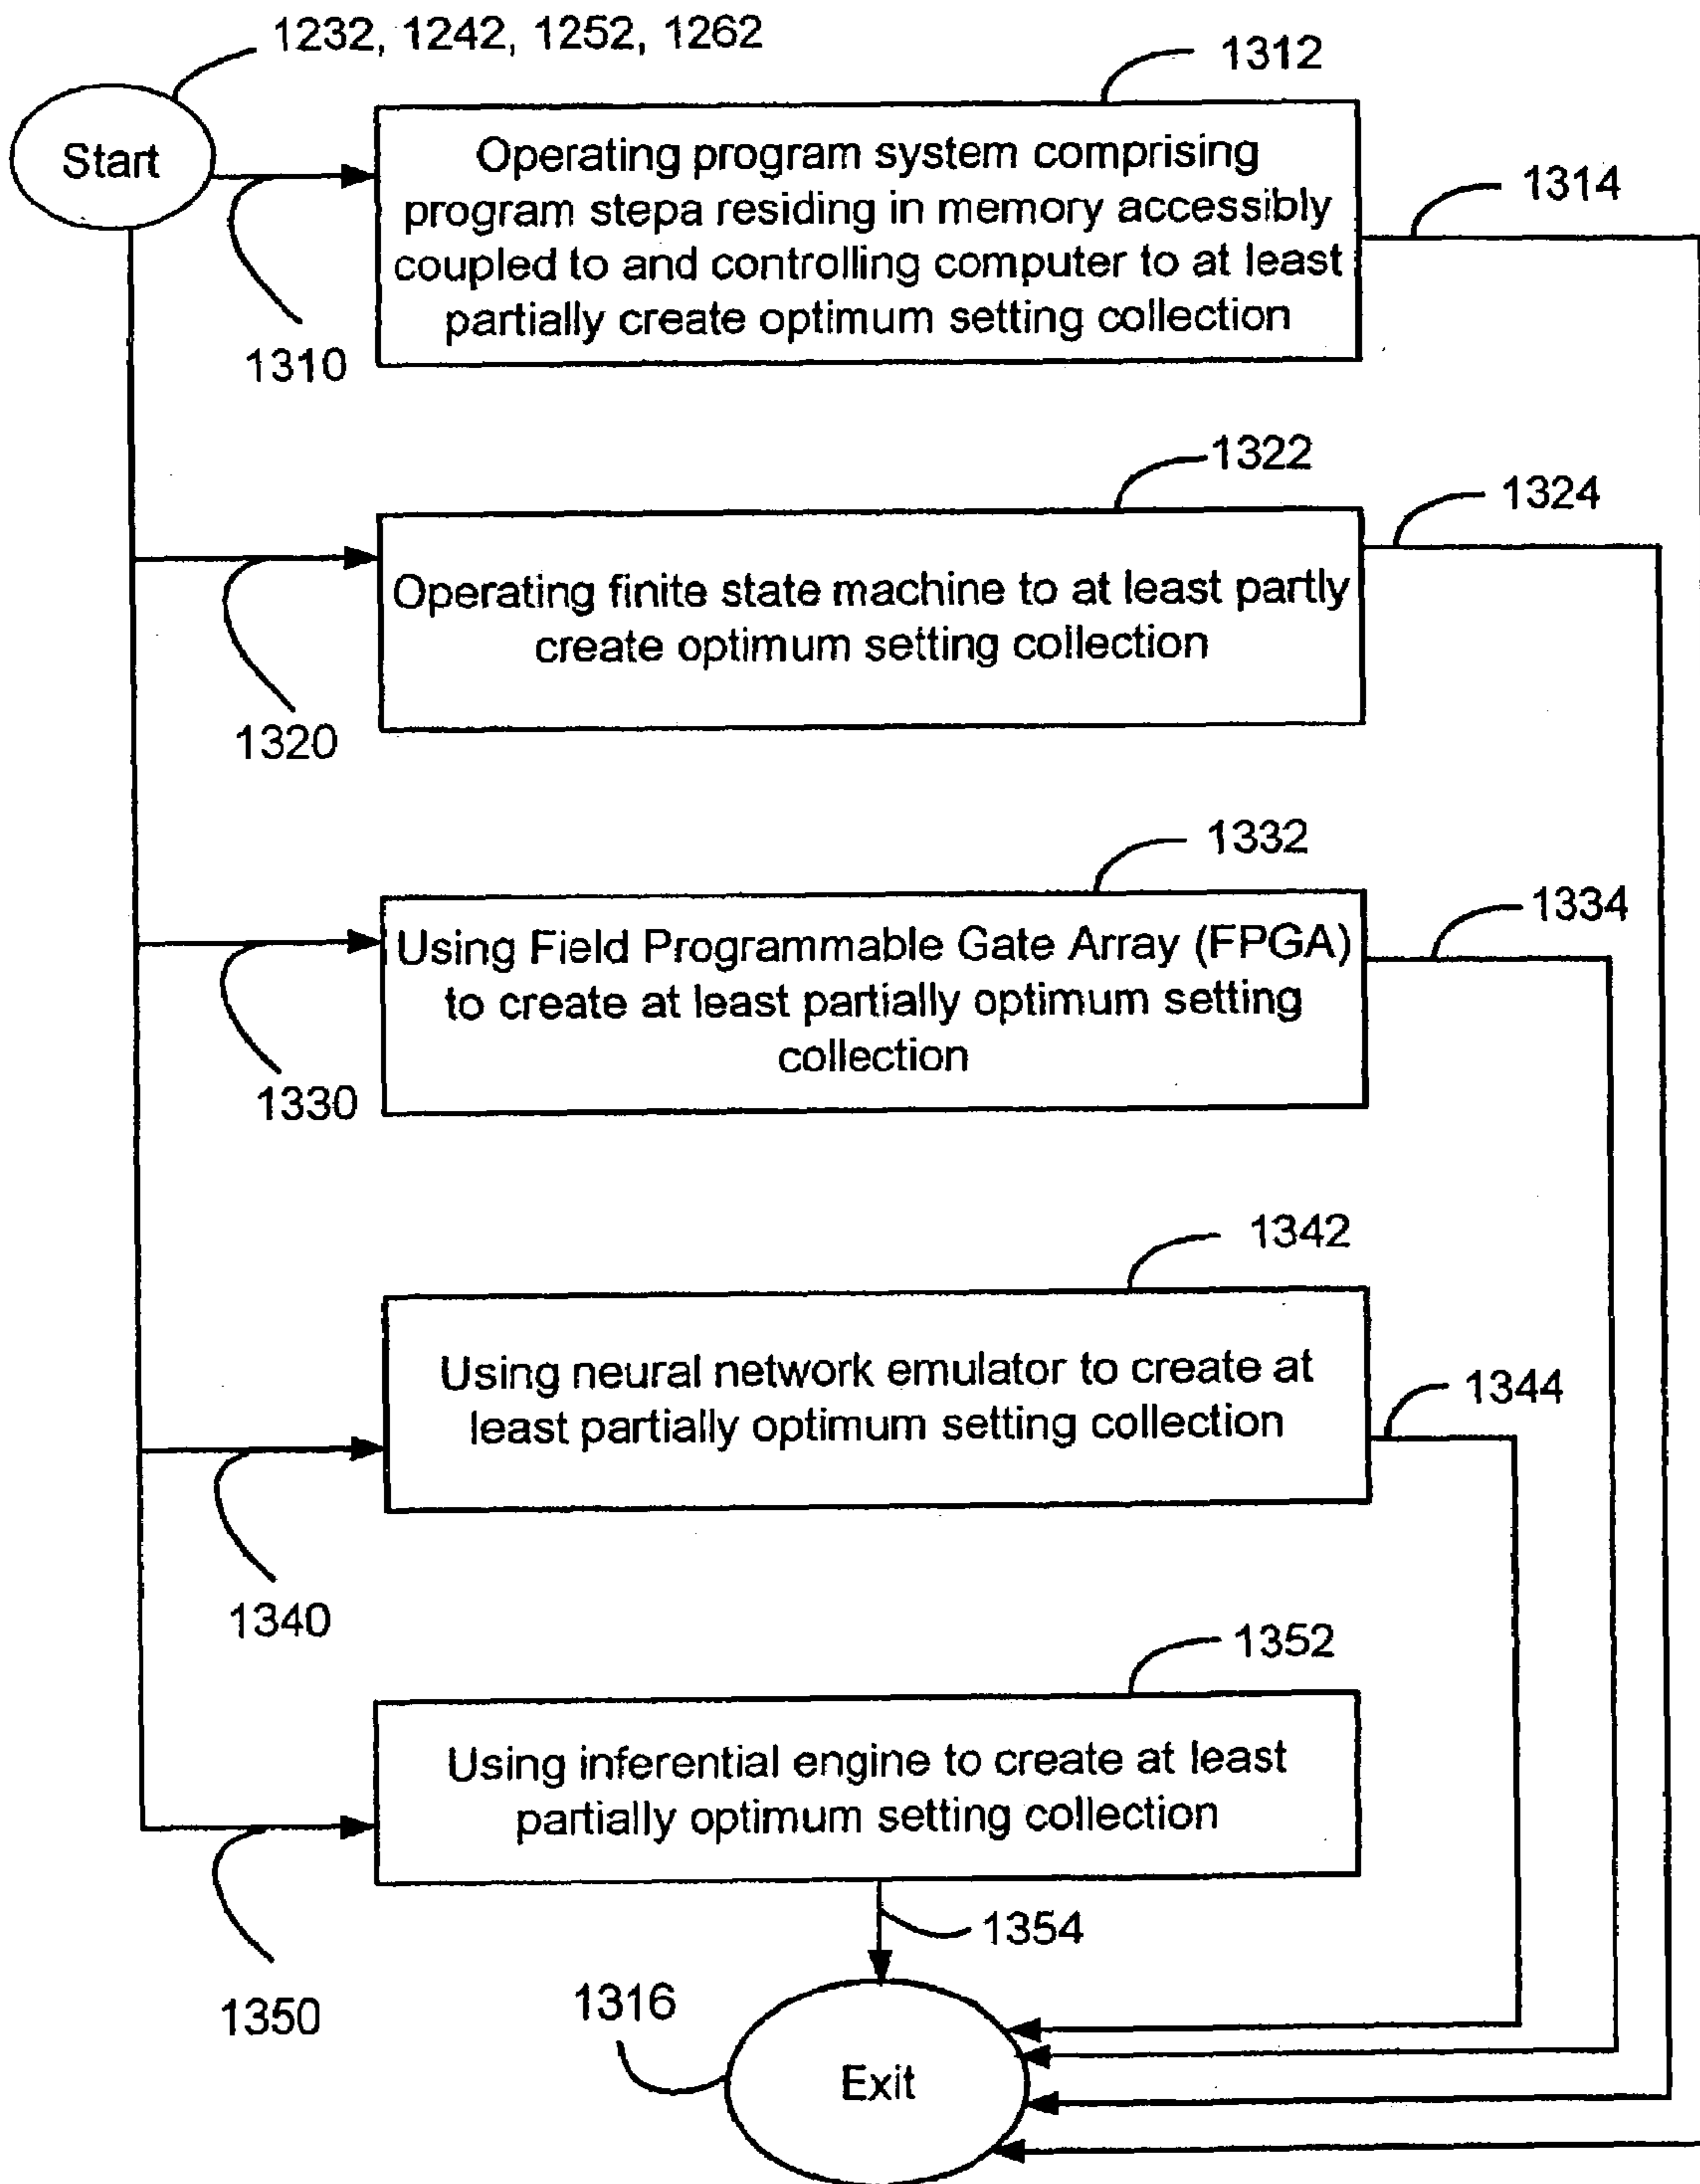 1232, 1242, 1252, 1262
Start
1312
Operating program system comprising
program stepa residing in memory accessibly
coupled to and controlling computer to at least
partially create optimum setting collection
1314
1310
1322
1324
Operating finite state machine to at least partly
create optimum setting collection
1320
1332
1334
Using Field Programmable Gate Array (FPGA)
to create at least partially optimum setting
collection
1330
1342
Using neural network emulator to create at
least partially optimum setting collection
1344
1340
1352
Using inferential engine to create at least
partially optimum setting collection
1354
1350
1316
Exit